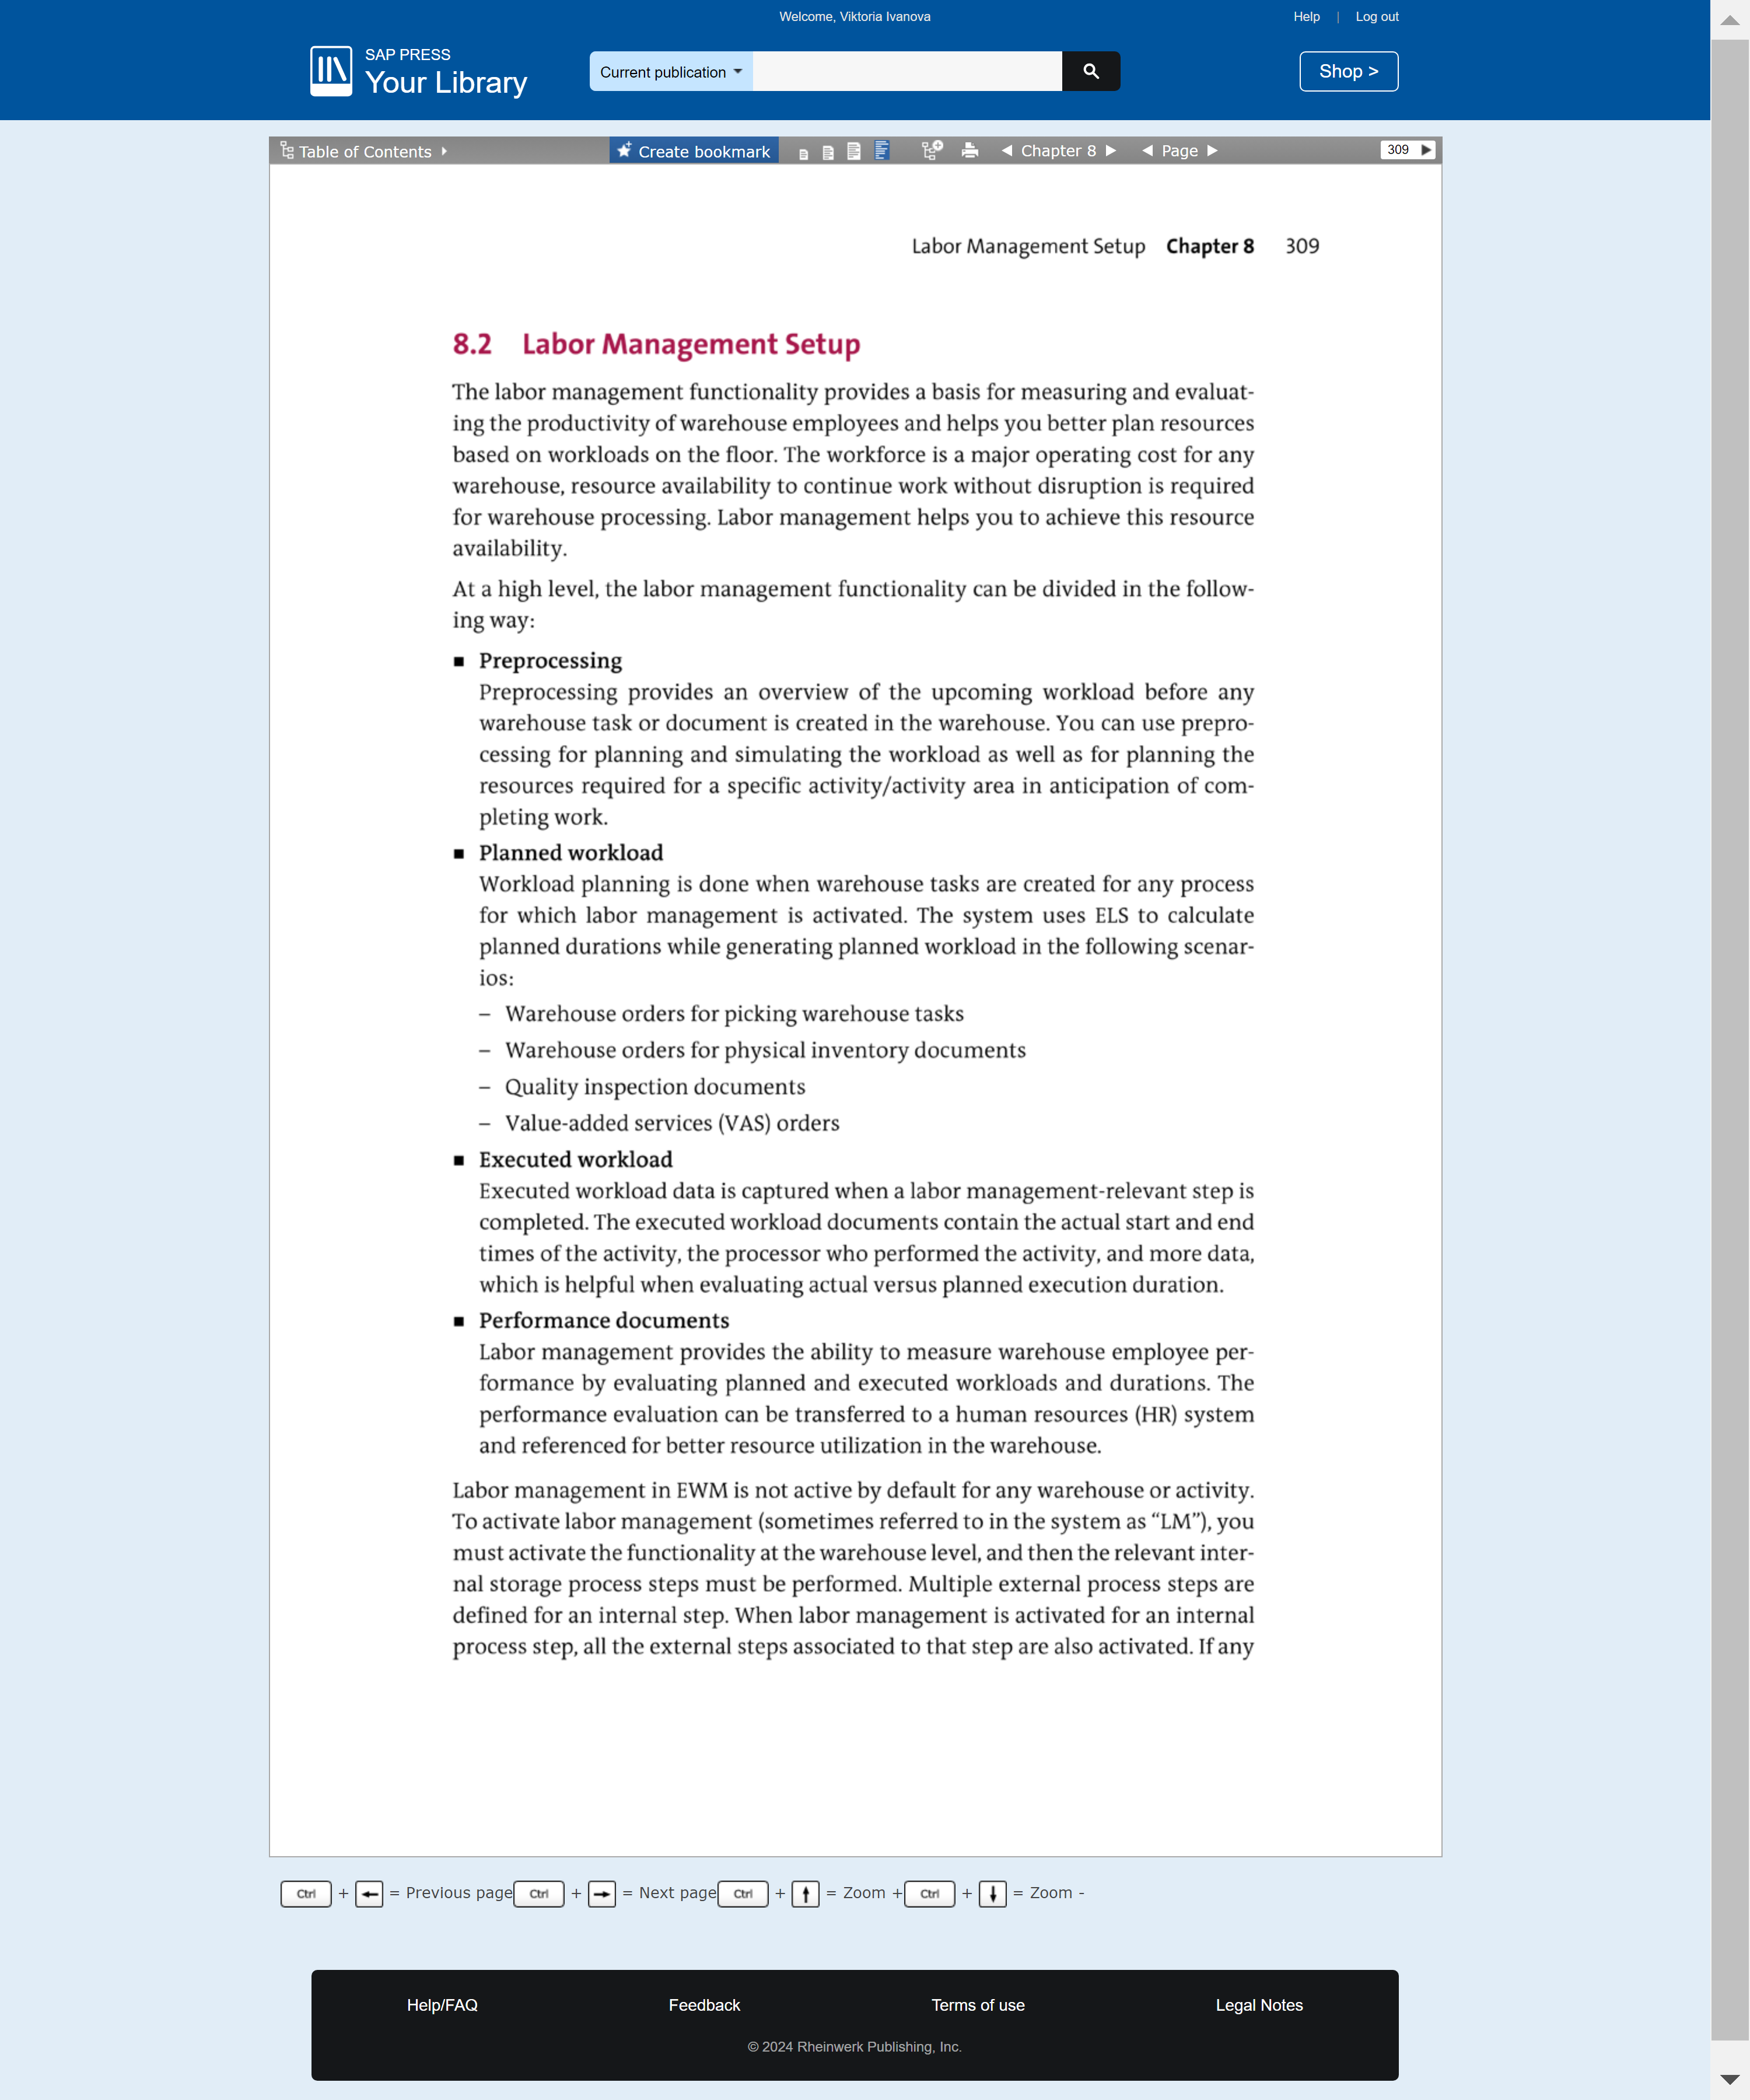 Welcome, Viktoria Ivanova
Help | Log out
SAP PRESS
Your Library
Current publication
Shop >
Table of Contents
Create bookmark
Chapter 8
Page
309
Labor Management Setup Chapter 8 309
8.2 Labor Management Setup
The labor management functionality provides a basis for measuring and evaluat-
ing the productivity of warehouse employees and helps you better plan resources
based on workloads on the floor. The workforce is a major operating cost for any
warehouse, resource availability to continue work without disruption is required
for warehouse processing. Labor management helps you to achieve this resource
availability.
At a high level, the labor management functionality can be divided in the follow-
ing way:
■ Preprocessing
Preprocessing provides an overview of the upcoming workload before any
warehouse task or document is created in the warehouse. You can use prepro-
cessing for planning and simulating the workload as well as for planning the
resources required for a specific activity/activity area in anticipation of com-
pleting work.
■ Planned workload
Workload planning is done when warehouse tasks are created for any process
for which labor management is activated. The system uses ELS to calculate
planned durations while generating planned workload in the following scenar-
ios:
– Warehouse orders for picking warehouse tasks
– Warehouse orders for physical inventory documents
– Quality inspection documents
– Value-added services (VAS) orders
■ Executed workload
Executed workload data is captured when a labor management-relevant step is
completed. The executed workload documents contain the actual start and end
times of the activity, the processor who performed the activity, and more data,
which is helpful when evaluating actual versus planned execution duration.
■ Performance documents
Labor management provides the ability to measure warehouse employee per-
formance by evaluating planned and executed workloads and durations. The
performance evaluation can be transferred to a human resources (HR) system
and referenced for better resource utilization in the warehouse.
Labor management in EWM is not active by default for any warehouse or activity.
To activate labor management (sometimes referred to in the system as “LM”), you
must activate the functionality at the warehouse level, and then the relevant inter-
nal storage process steps must be performed. Multiple external process steps are
defined for an internal step. When labor management is activated for an internal
process step, all the external steps associated to that step are also activated. If any
Ctrl + ← = Previous page Ctrl + → = Next page Ctrl + ↑ = Zoom + Ctrl + ↓ = Zoom -
Help/FAQ Feedback Terms of use Legal Notes
© 2024 Rheinwerk Publishing, Inc.